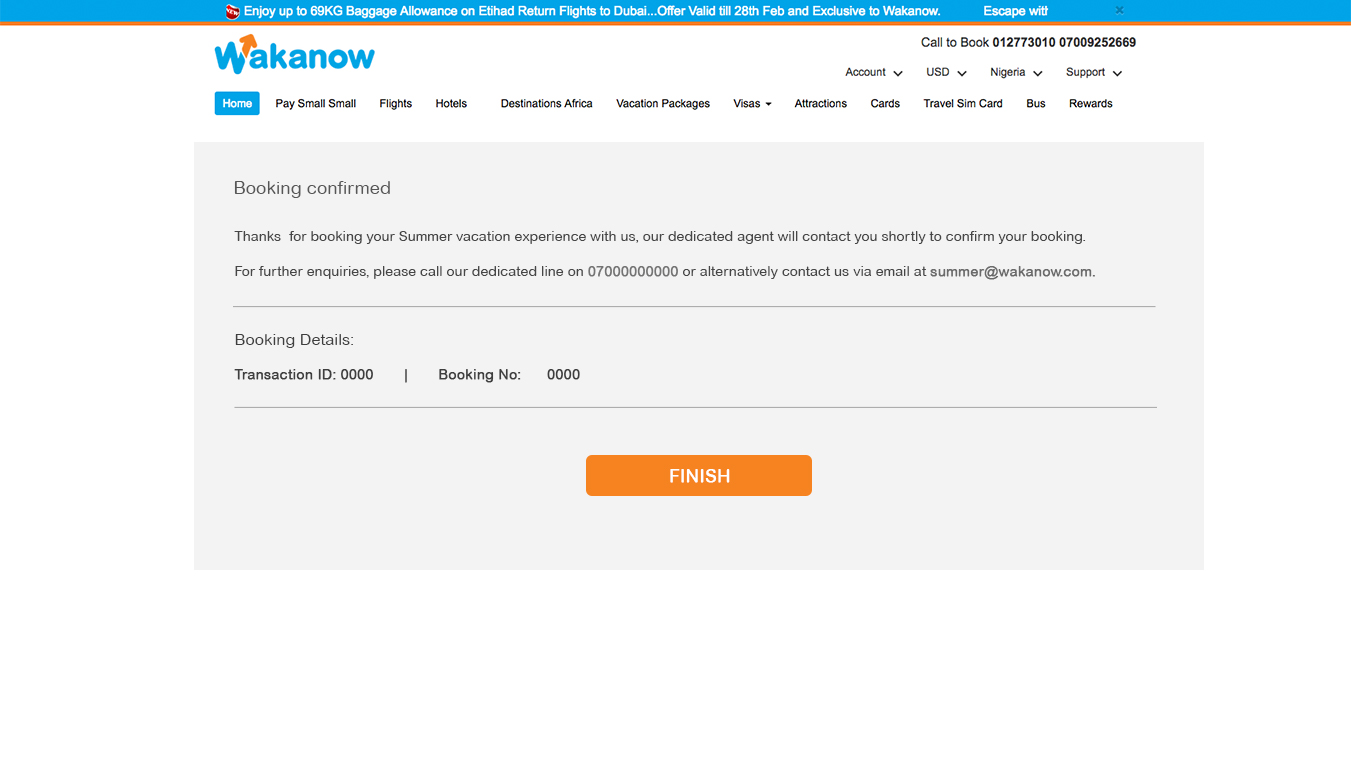 Enjoy up to 69KG Baggage Allowance on Etihad Return Flights to Dubai...Offer Valid till 28th Feb and Exclusive to Wakanow. Escape with
Wakanow
Call to Book 012773010 07009252669
Account USD Nigeria Support
Home Pay Small Small Flights Hotels Destinations Africa Vacation Packages Visas Attractions Cards Travel Sim Card Bus Rewards
Booking confirmed
Thanks for booking your Summer vacation experience with us, our dedicated agent will contact you shortly to confirm your booking.
For further enquiries, please call our dedicated line on 07000000000 or alternatively contact us via email at summer@wakanow.com.
Booking Details:
Transaction ID: 0000 | Booking No: 0000
FINISH